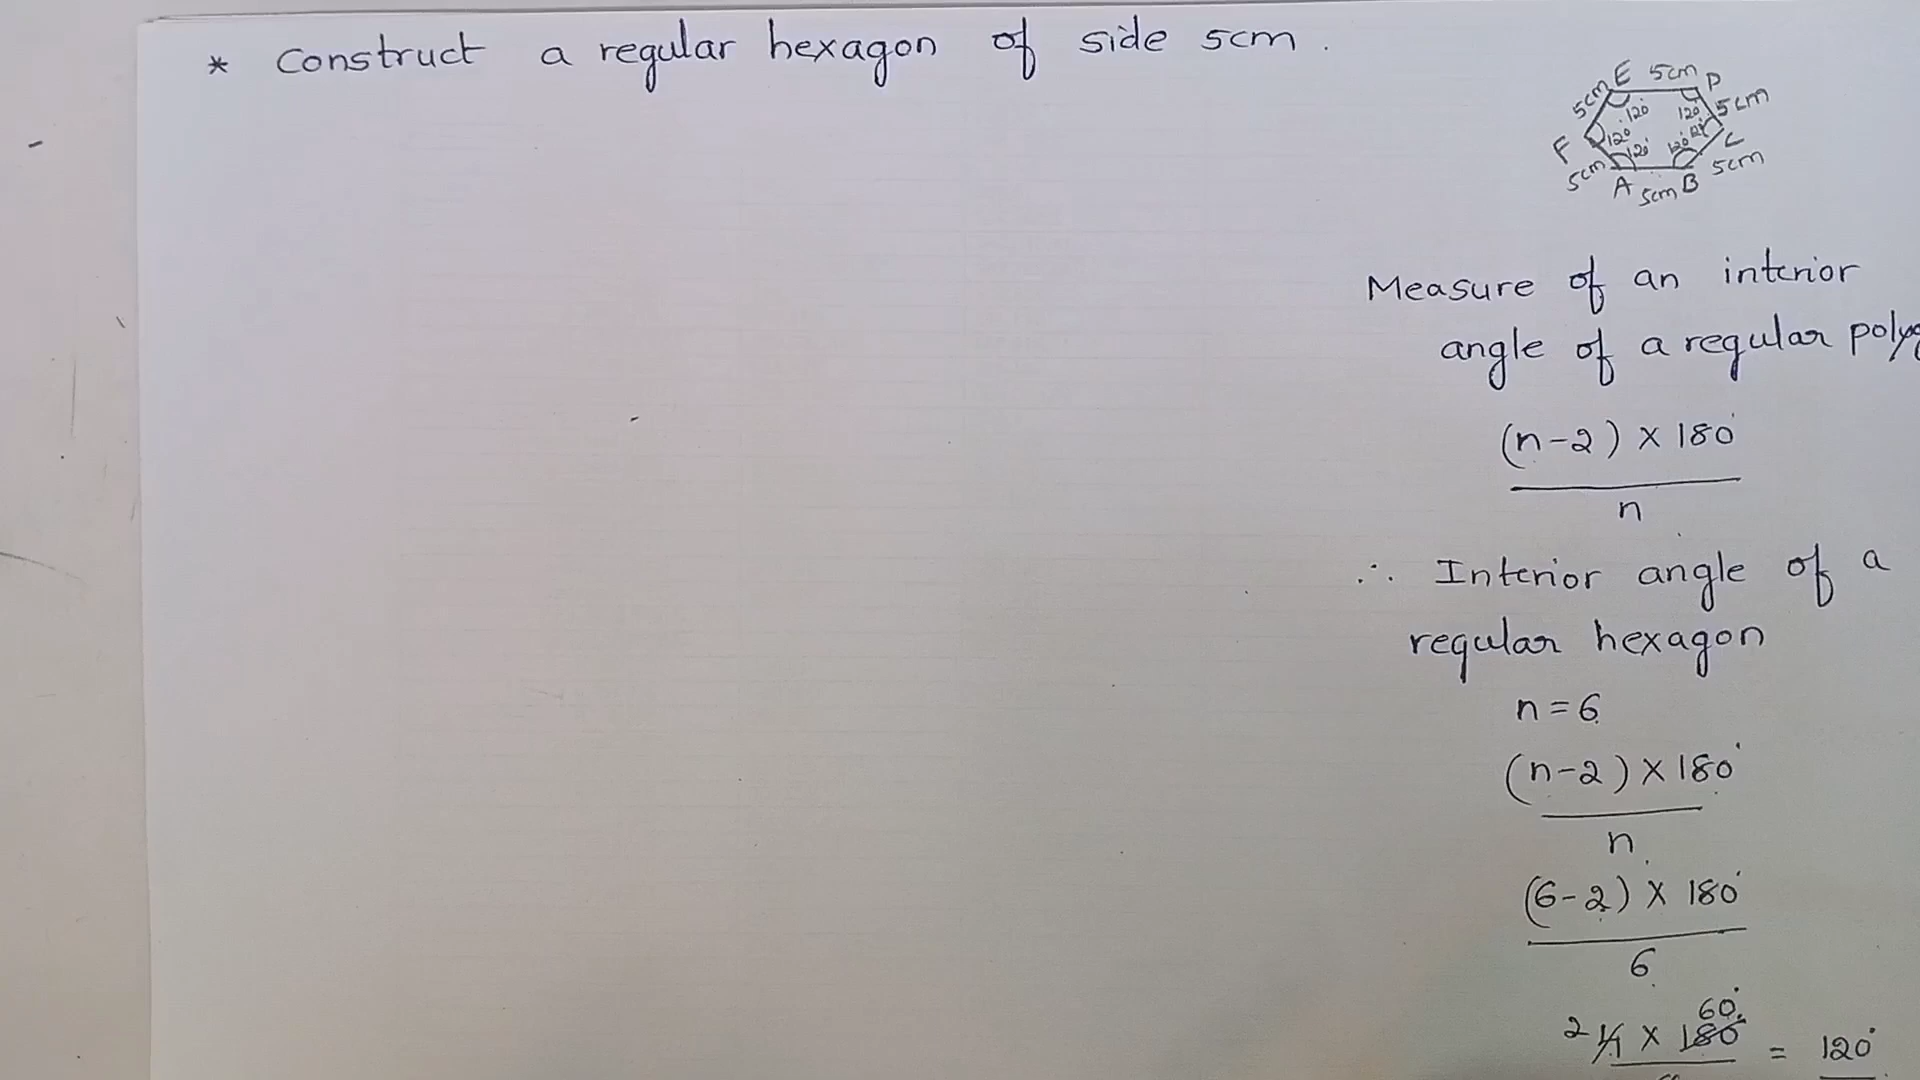 * Construct a regular hexagon of side 5cm.
E 5cm D
5cm 120° 120° 5cm
F 120° 120° C
5cm 120° 120° 5cm
A 5cm B
Measure of an interior
angle of a regular
(n-2) × 180°
n
∴ Interior angle of a
regular hexagon
n = 6
(n-2) × 180°
n
(6-2) × 180°
6
60°
2 4 × 180° = 120°